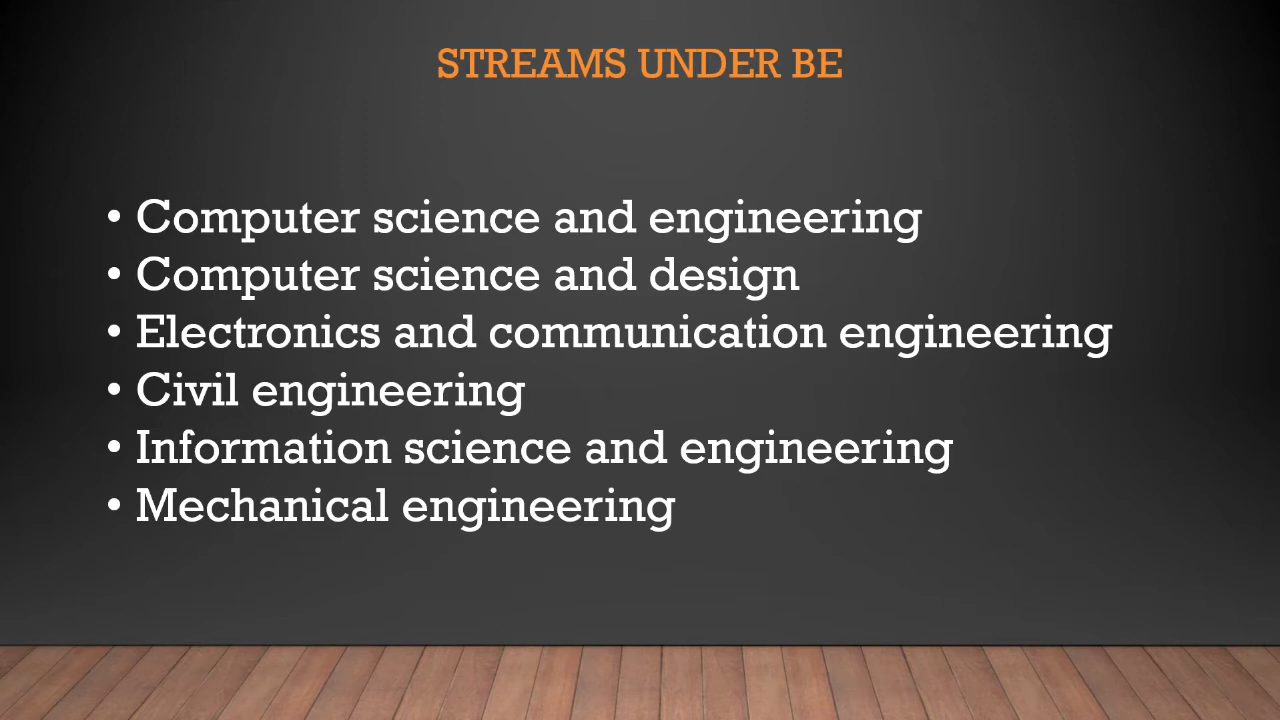 STREAMS UNDER BE
• Computer science and engineering
• Computer science and design
• Electronics and communication engineering
• Civil engineering
• Information science and engineering
• Mechanical engineering